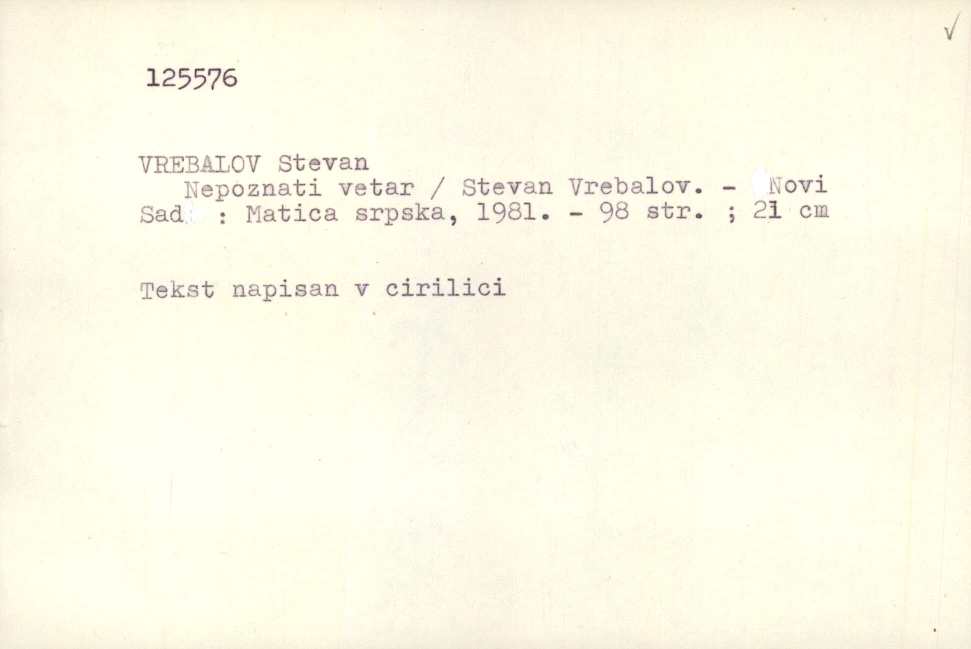 125576
VREBALOV Stevan
Nepoznati vetar / Stevan Vrebalov. - Novi
Sad : Matica srpska, 1981. - 98 str. ; 21 cm
Tekst napisan v cirilici